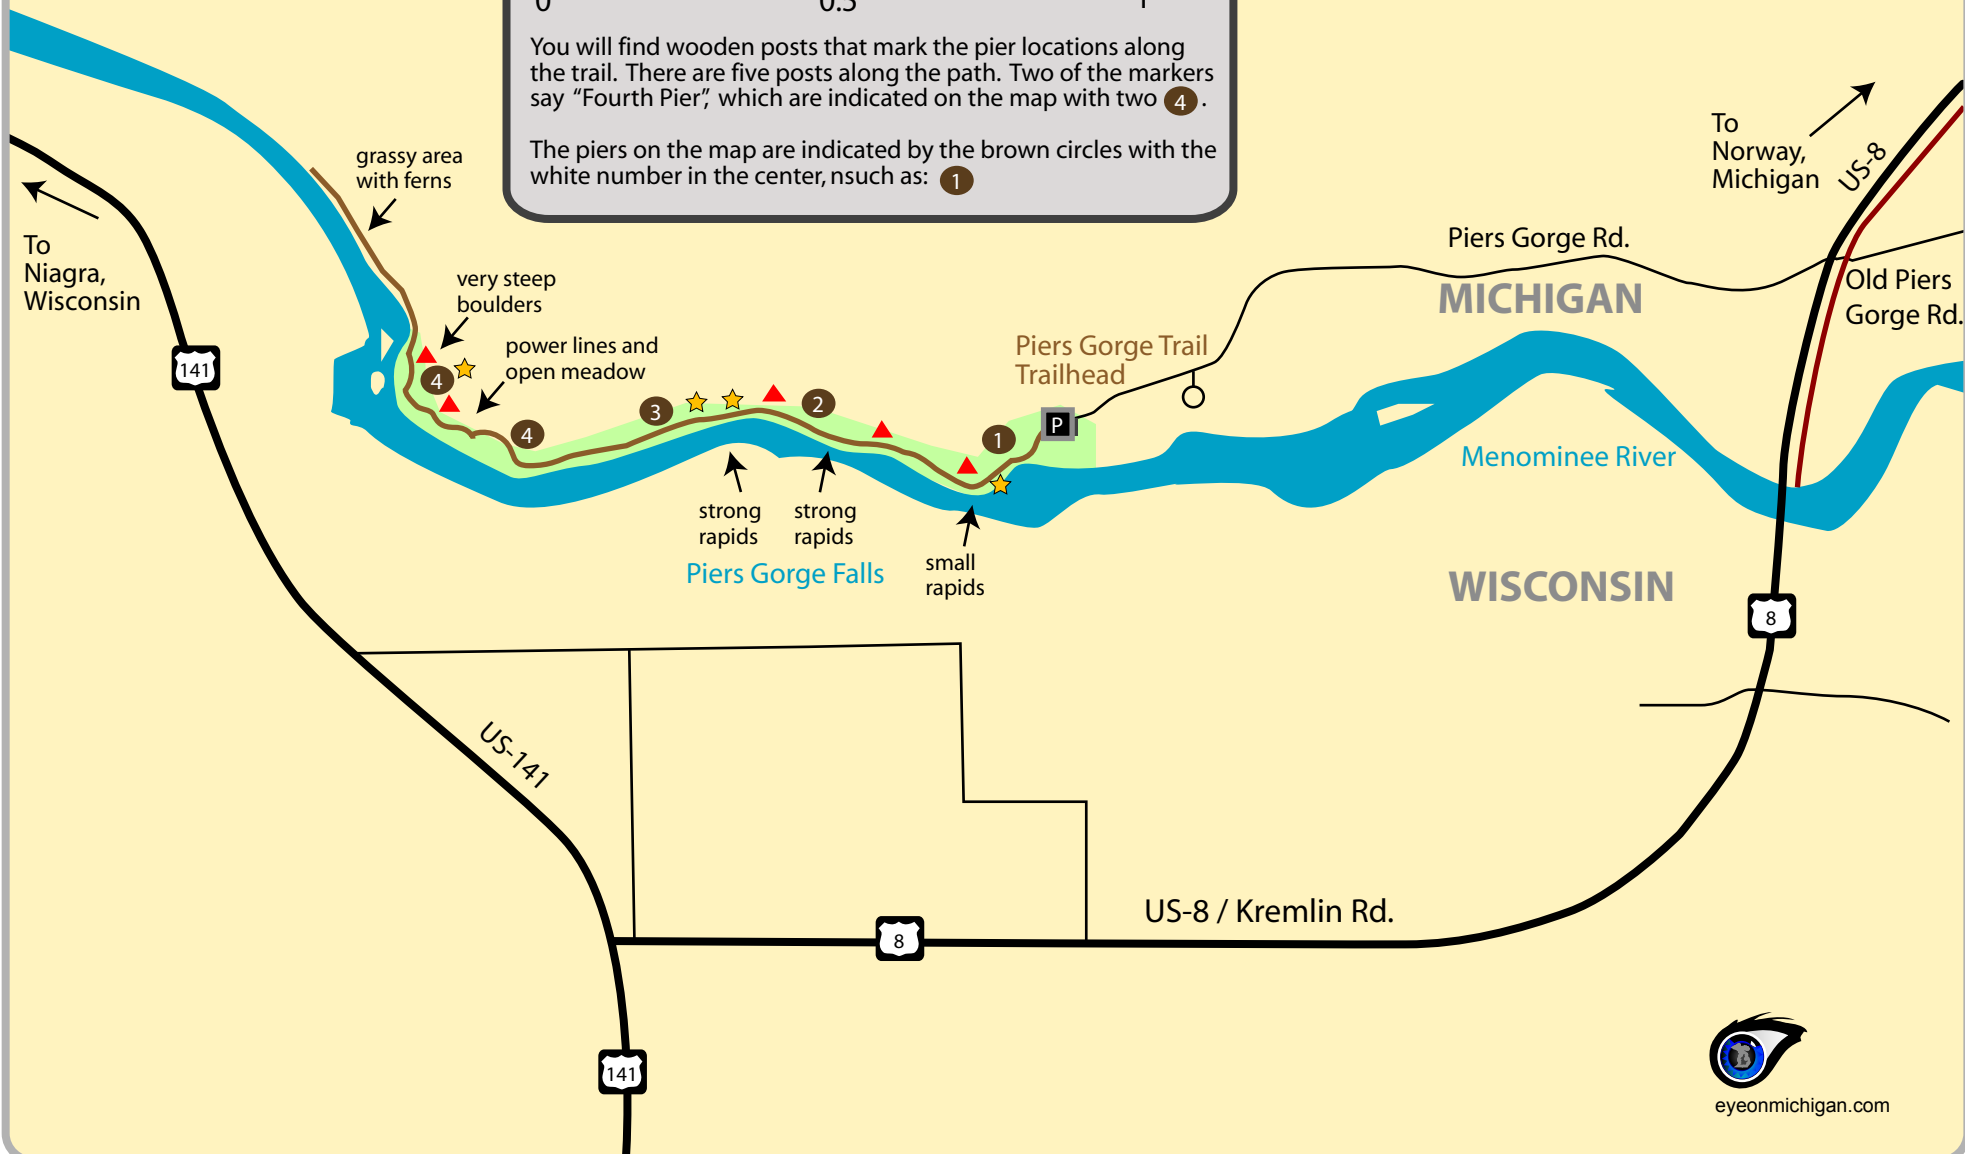 0 0.5 1
You will find wooden posts that mark the pier locations along
the trail. There are five posts along the path. Two of the markers
say “Fourth Pier”, which are indicated on the map with two 4 .
The piers on the map are indicated by the brown circles with the
white number in the center, nsuch as: 1
To
Norway,
Michigan
US-8
grassy area
with ferns
To
Niagra,
Wisconsin
very steep
boulders
power lines and
open meadow
Piers Gorge Rd.
MICHIGAN
Old Piers
Gorge Rd.
Piers Gorge Trail
Trailhead
141
4
4
3
2
1
P
Menominee River
strong
rapids
strong
rapids
small
rapids
Piers Gorge Falls
WISCONSIN
8
US-141
US-8 / Kremlin Rd.
8
141
eyeonmichigan.com